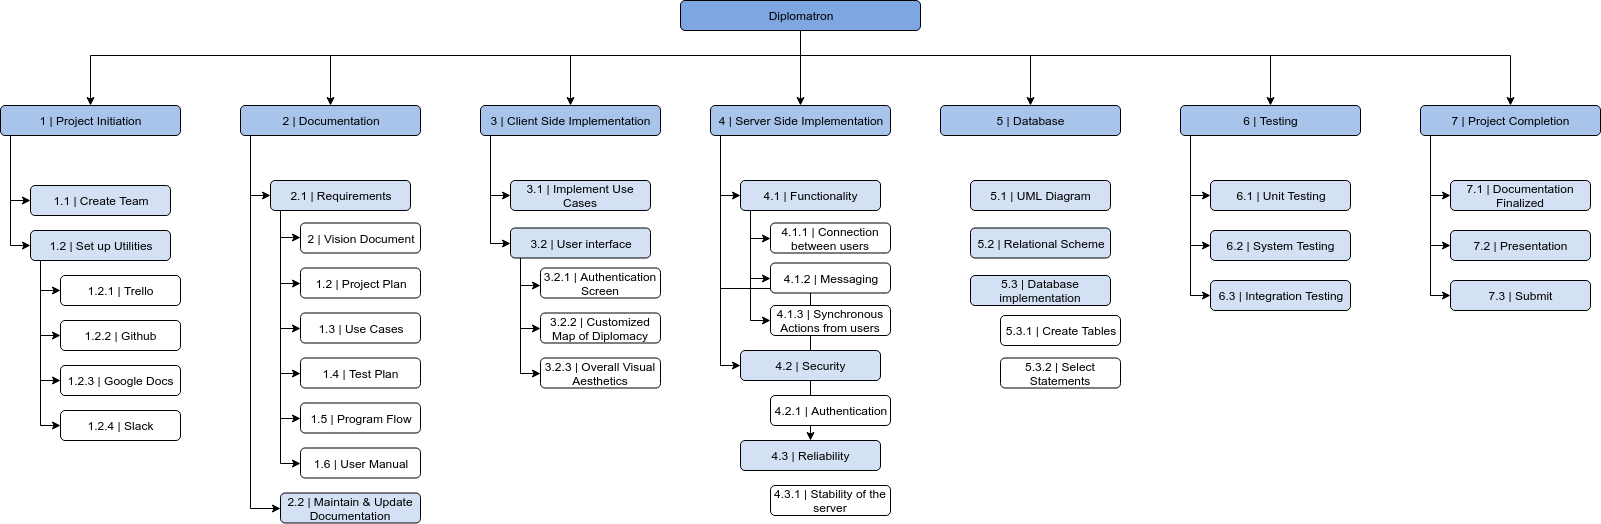 Diplomatron
1 | Project Initiation
1.1 | Create Team
1.2 | Set up Utilities
1.2.1 | Trello
1.2.2 | Github
1.2.3 | Google Docs
1.2.4 | Slack
2 | Documentation
2.1 | Requirements
2 | Vision Document
1.2 | Project Plan
1.3 | Use Cases
1.4 | Test Plan
1.5 | Program Flow
1.6 | User Manual
2.2 | Maintain & Update
Documentation
3 | Client Side Implementation
3.1 | Implement Use
Cases
3.2 | User interface
3.2.1 | Authentication
Screen
3.2.2 | Customized
Map of Diplomacy
3.2.3 | Overall Visual
Aesthetics
4 | Server Side Implementation
4.1 | Functionality
4.1.1 | Connection
between users
4.1.2 | Messaging
4.1.3 | Synchronous
Actions from users
4.2 | Security
4.2.1 | Authentication
4.3 | Reliability
4.3.1 | Stability of the
server
5 | Database
5.1 | UML Diagram
5.2 | Relational Scheme
5.3 | Database
implementation
5.3.1 | Create Tables
5.3.2 | Select
Statements
6 | Testing
6.1 | Unit Testing
6.2 | System Testing
6.3 | Integration Testing
7 | Project Completion
7.1 | Documentation
Finalized
7.2 | Presentation
7.3 | Submit